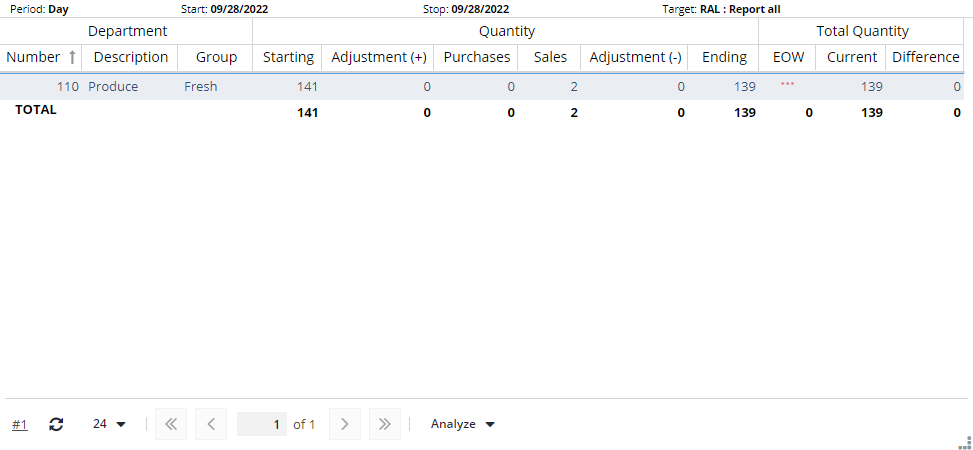 Period: Day Start: 09/28/2022 Stop: 09/28/2022 Target: RAL : Report all
Department Quantity Total Quantity
Number ↑ Description Group Starting Adjustment (+) Purchases Sales Adjustment (-) Ending EOW Current Difference
110 Produce Fresh 141 0 0 2 0 139 ··· 139 0
TOTAL 141 0 0 2 0 139 0 139 0
#1 24 1 of 1 Analyze